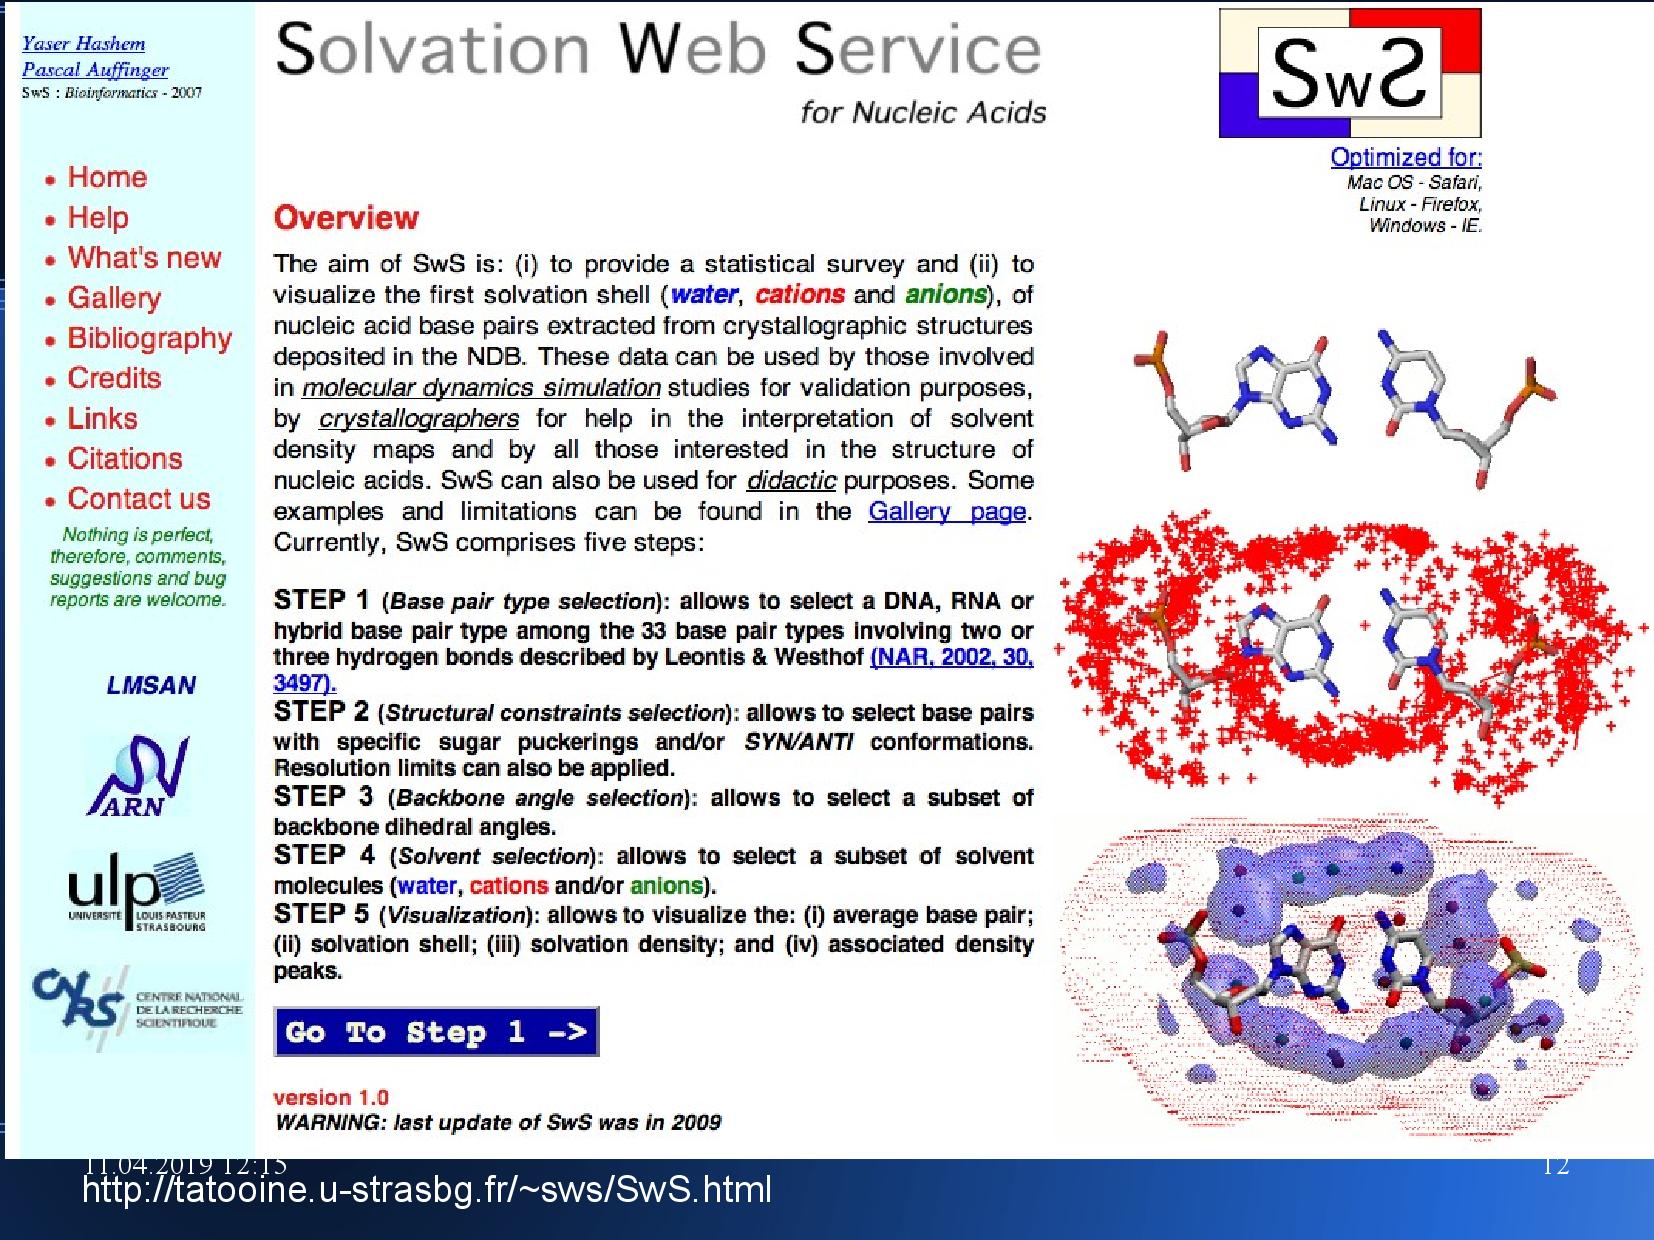 Yaser Hashem
Pascal Auffinger
SwS : Bioinformatics - 2007
Home
Help
What's new
Gallery
Bibliography
Credits
Links
Citations
Contact us
Nothing is perfect,
therefore, comments,
suggestions and bug
reports are welcome.
LMSAN
ARN
ulp
UNIVERSITÉ LOUIS PASTEUR
STRASBOURG
CNRS
CENTRE NATIONAL
DE LA RECHERCHE
SCIENTIFIQUE
Solvation Web Service
for Nucleic Acids
SwS
Optimized for:
Mac OS - Safari,
Linux - Firefox,
Windows - IE.
Overview
The aim of SwS is: (i) to provide a statistical survey and (ii) to
visualize the first solvation shell (water, cations and anions), of
nucleic acid base pairs extracted from crystallographic structures
deposited in the NDB. These data can be used by those involved
in molecular dynamics simulation studies for validation purposes,
by crystallographers for help in the interpretation of solvent
density maps and by all those interested in the structure of
nucleic acids. SwS can also be used for didactic purposes. Some
examples and limitations can be found in the Gallery page.
Currently, SwS comprises five steps:
STEP 1 (Base pair type selection): allows to select a DNA, RNA or
hybrid base pair type among the 33 base pair types involving two or
three hydrogen bonds described by Leontis & Westhof (NAR, 2002, 30,
3497).
STEP 2 (Structural constraints selection): allows to select base pairs
with specific sugar puckerings and/or SYN/ANTI conformations.
Resolution limits can also be applied.
STEP 3 (Backbone angle selection): allows to select a subset of
backbone dihedral angles.
STEP 4 (Solvent selection): allows to select a subset of solvent
molecules (water, cations and/or anions).
STEP 5 (Visualization): allows to visualize the: (i) average base pair;
(ii) solvation shell; (iii) solvation density; and (iv) associated density
peaks.
Go To Step 1 ->
version 1.0
WARNING: last update of SwS was in 2009
11.04.2019 12:15
12
http://tatooine.u-strasbg.fr/~sws/SwS.html